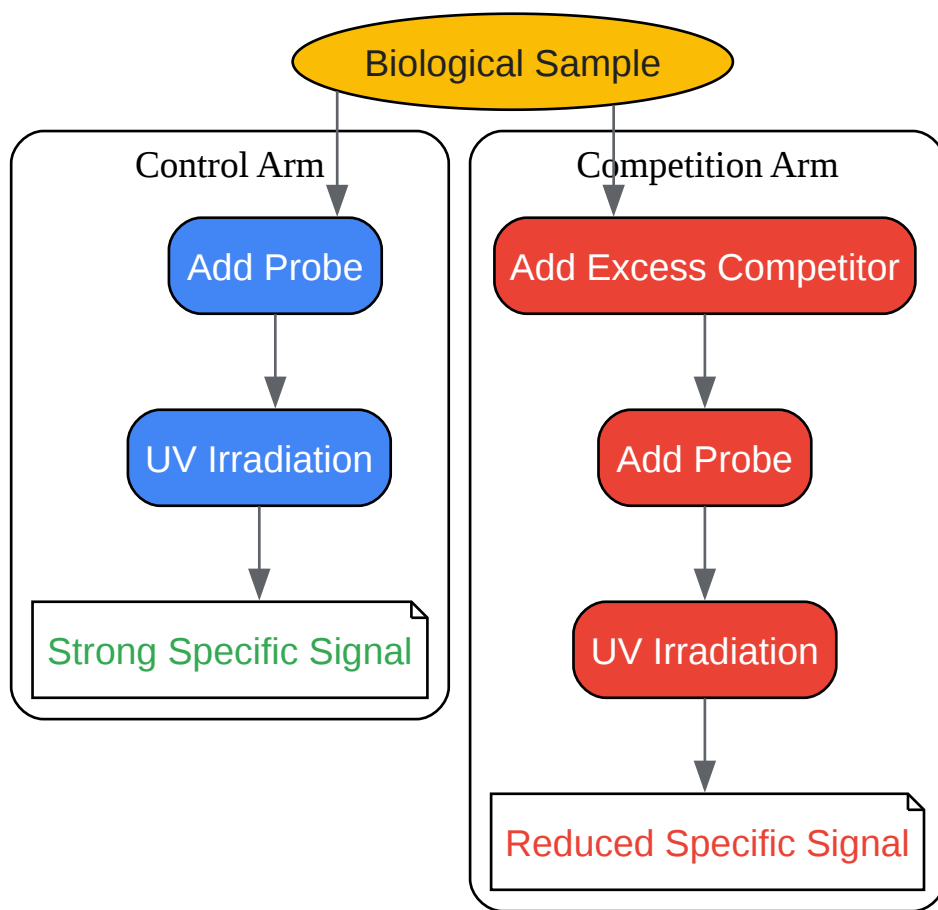 Biological Sample
Control Arm
Add Probe
UV Irradiation
Strong Specific Signal
Competition Arm
Add Excess Competitor
Add Probe
UV Irradiation
Reduced Specific Signal